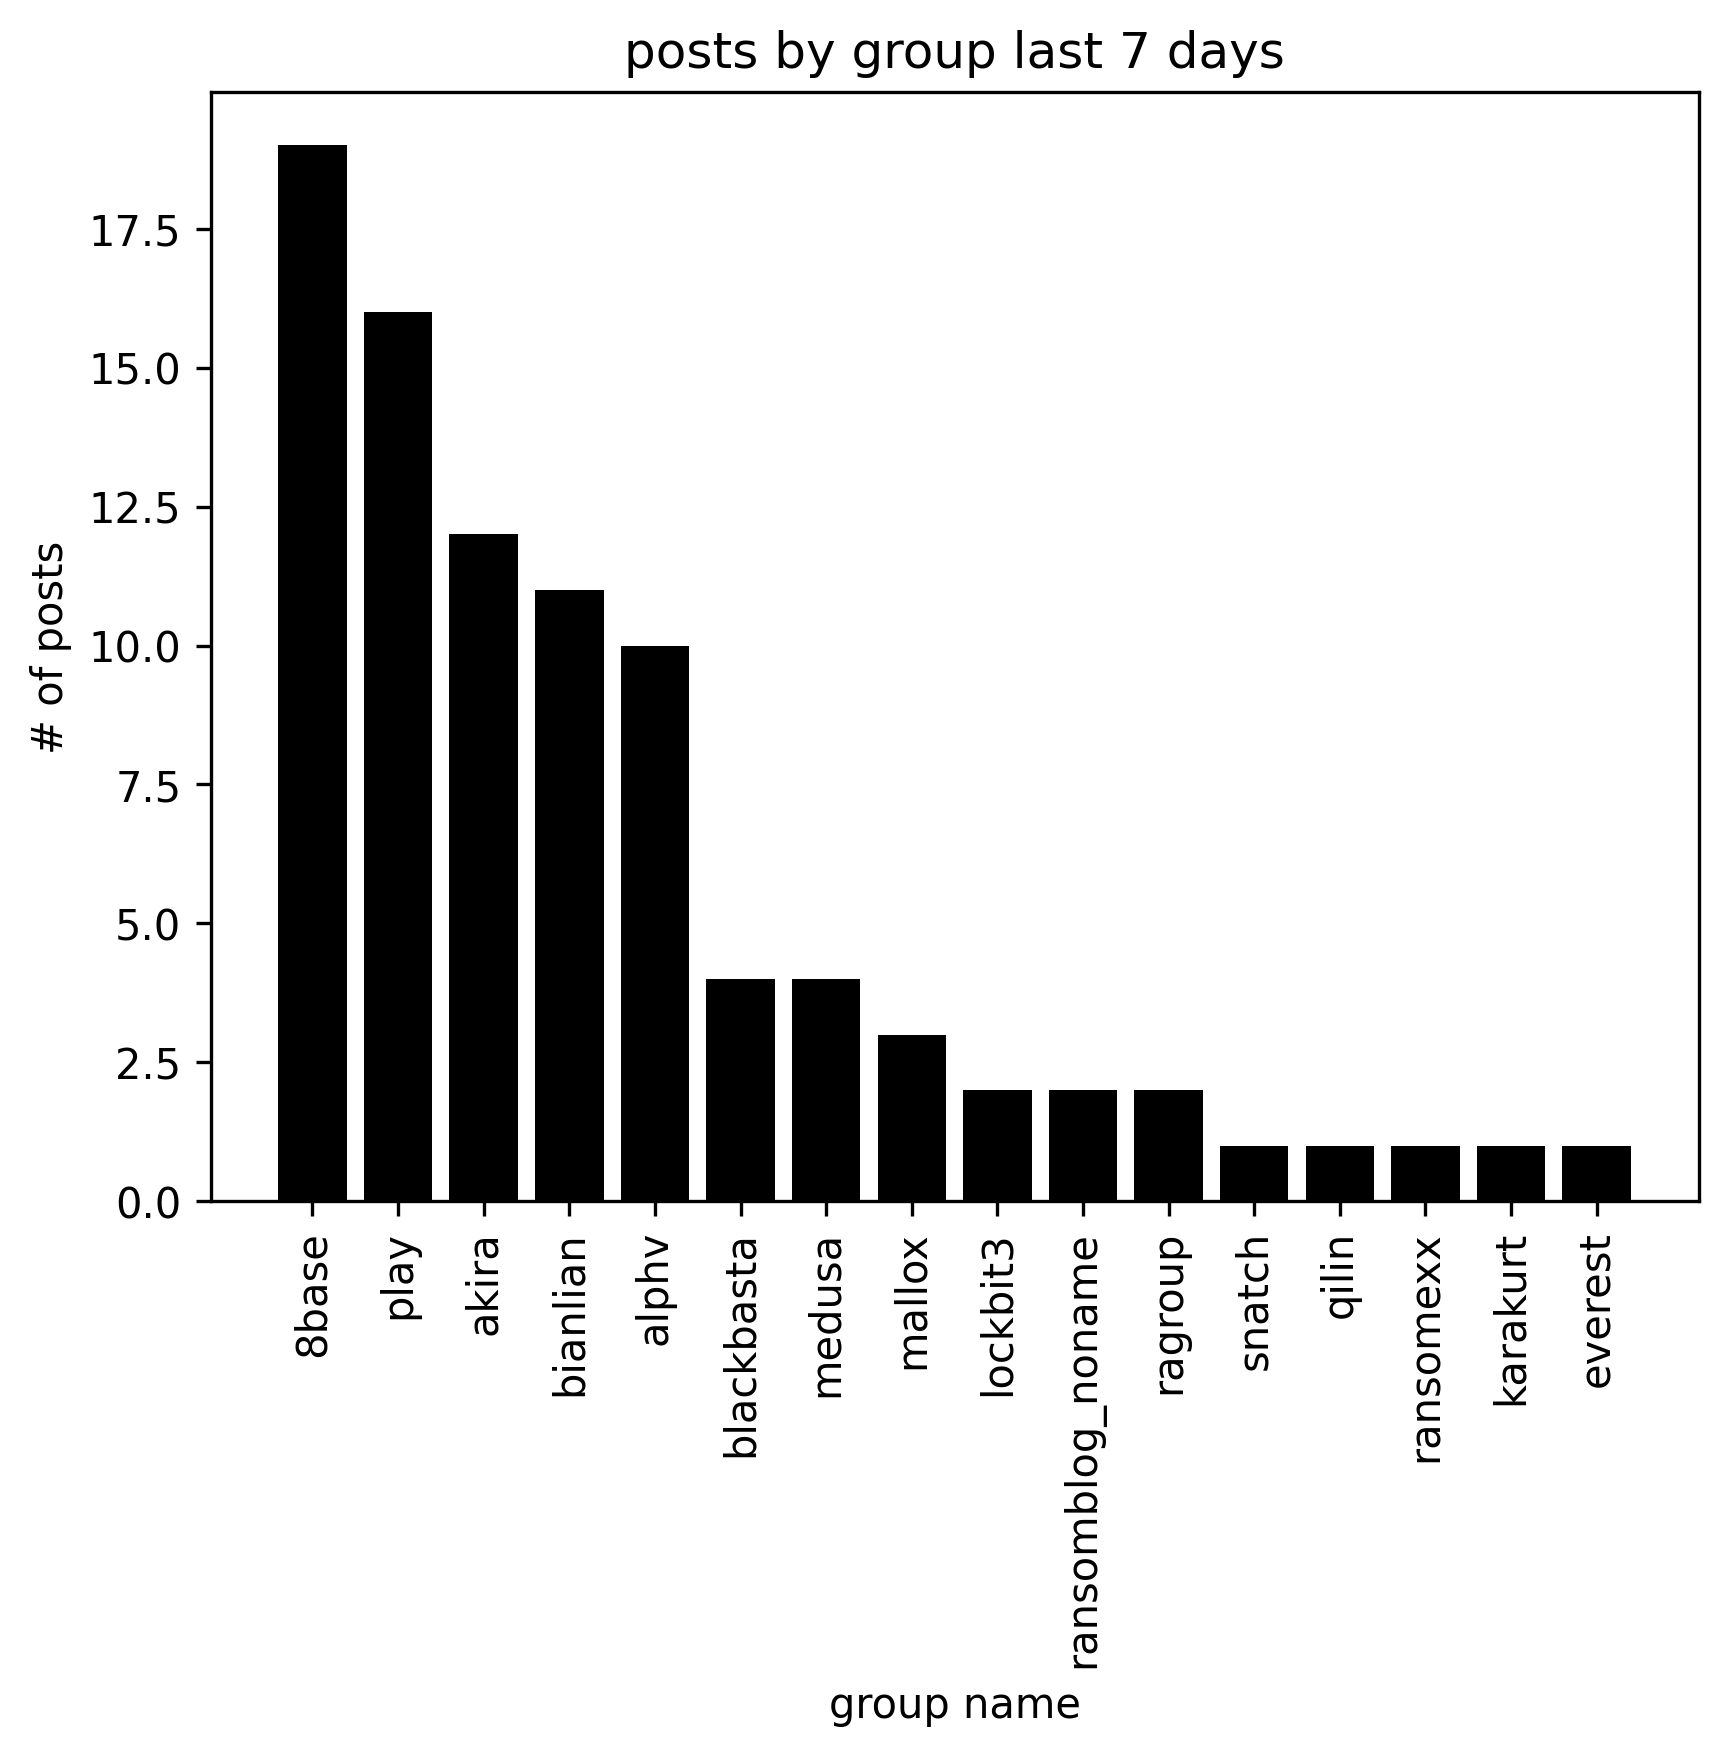 posts by group last 7 days
# of posts
17.5
15.0
12.5
10.0
7.5
5.0
2.5
0.0
8base
play
akira
bianlian
alphv
blackbasta
medusa
mallox
lockbit3
ransomblog_noname
ragroup
snatch
qilin
ransomexx
karakurt
everest
group name